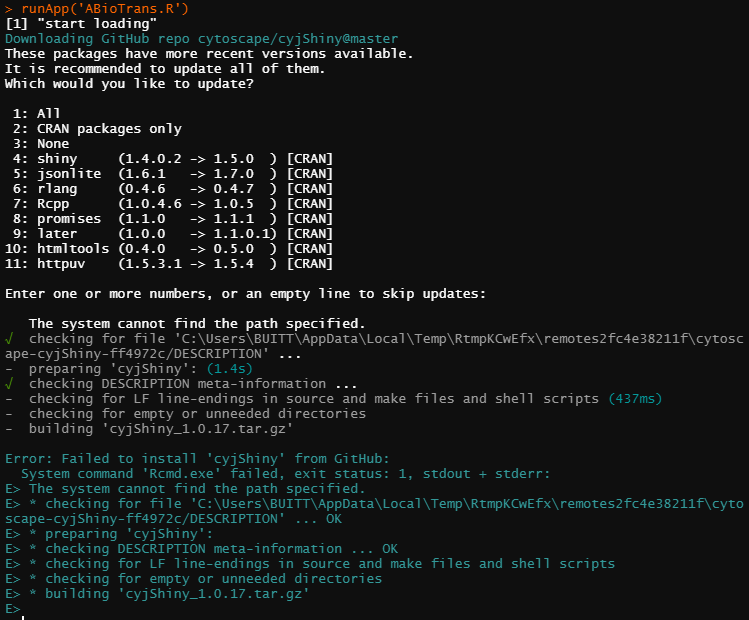 > runApp('ABioTrans.R')
[1] "start loading"
Downloading GitHub repo cytoscape/cyjShiny@master
These packages have more recent versions available.
It is recommended to update all of them.
Which would you like to update?
1: All
2: CRAN packages only
3: None
4: shiny     (1.4.0.2 -> 1.5.0  ) [CRAN]
5: jsonlite  (1.6.1   -> 1.7.0  ) [CRAN]
6: rlang     (0.4.6   -> 0.4.7  ) [CRAN]
7: Rcpp      (1.0.4.6 -> 1.0.5  ) [CRAN]
8: promises  (1.1.0   -> 1.1.1  ) [CRAN]
9: later     (1.0.0   -> 1.1.0.1) [CRAN]
10: htmltools (0.4.0   -> 0.5.0  ) [CRAN]
11: httpuv    (1.5.3.1 -> 1.5.4  ) [CRAN]
Enter one or more numbers, or an empty line to skip updates:
The system cannot find the path specified.
√  checking for file 'C:\Users\BUITT\AppData\Local\Temp\RtmpKCwEfx\remotes2fc4e38211f\cytosc
ape-cyjShiny-ff4972c/DESCRIPTION' ...
-  preparing 'cyjShiny': (1.4s)
√  checking DESCRIPTION meta-information ...
-  checking for LF line-endings in source and make files and shell scripts (437ms)
-  checking for empty or unneeded directories
-  building 'cyjShiny_1.0.17.tar.gz'
Error: Failed to install 'cyjShiny' from GitHub:
System command 'Rcmd.exe' failed, exit status: 1, stdout + stderr:
E> The system cannot find the path specified.
E> * checking for file 'C:\Users\BUITT\AppData\Local\Temp\RtmpKCwEfx\remotes2fc4e38211f\cyto
scape-cyjShiny-ff4972c/DESCRIPTION' ... OK
E> * preparing 'cyjShiny':
E> * checking DESCRIPTION meta-information ... OK
E> * checking for LF line-endings in source and make files and shell scripts
E> * checking for empty or unneeded directories
E> * building 'cyjShiny_1.0.17.tar.gz'
E>